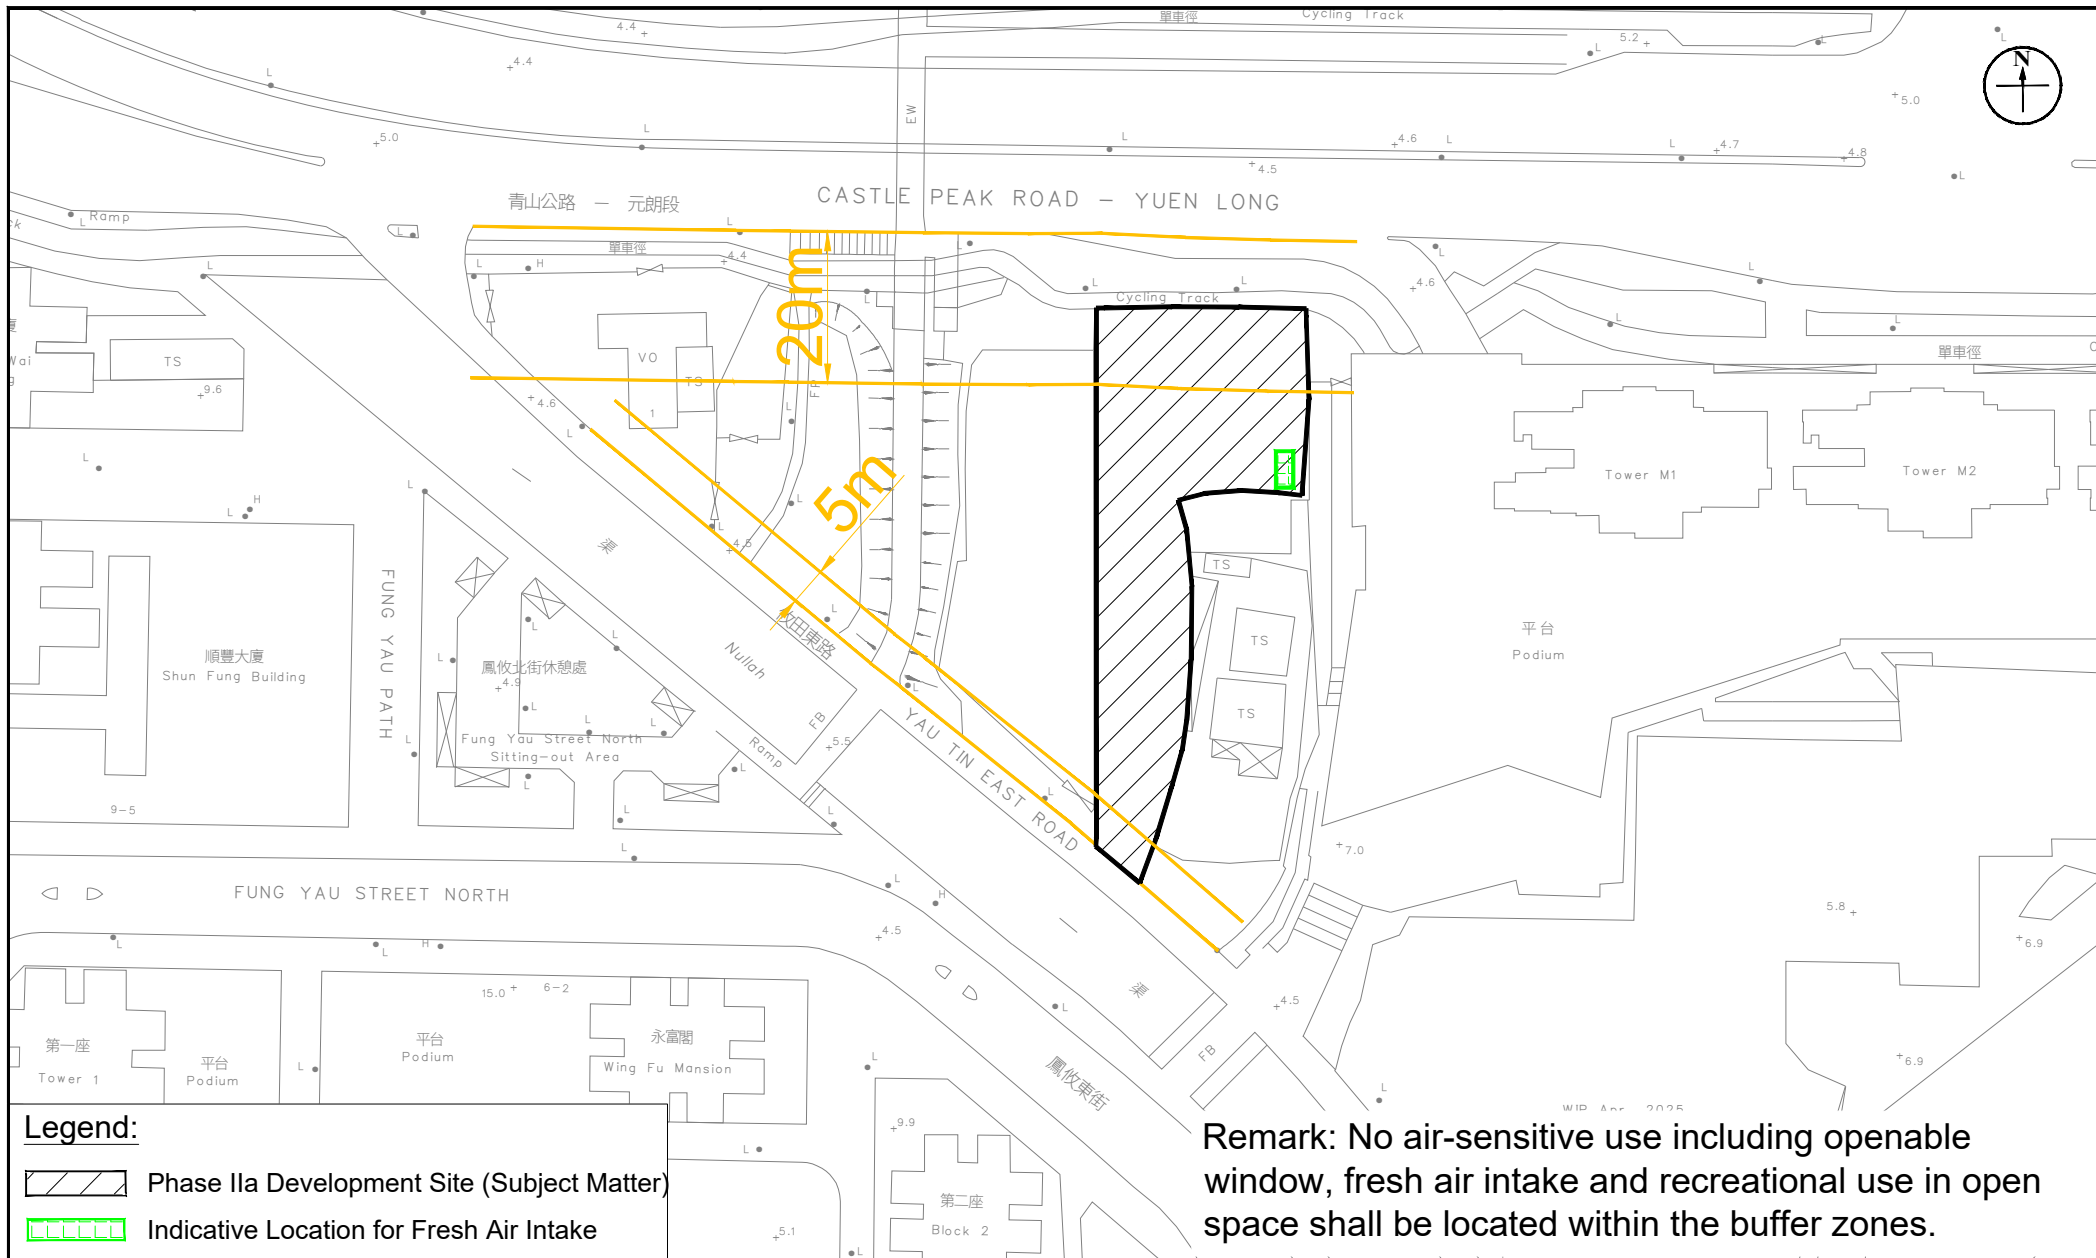 單車徑
Cycling Track
4.4
4.4
5.2
5.0
N
EW
5.0
4.6
4.7
4.8
4.5
青山公路 — 元朗段
CASTLE PEAK ROAD – YUEN LONG
Ramp
單車徑
4.4
H
20m
Cycling Track
4.6
VO
TS
1
FP
TS
9.6
Wai
4.6
單車徑
Tower M1
Tower M2
5m
H
渠
4.5
TS
TS
TS
平台
Podium
FUNG YAU PATH
順豐大廈
Shun Fung Building
鳳攸北街休憩處
4.9
Fung Yau Street North
Sitting-out Area
Nullah
攸田東路
FB
5.5
Ramp
YAU TIN EAST ROAD
9-5
7.0
FUNG YAU STREET NORTH
H
H
4.5
5.8
6.9
渠
4.5
FB
6.9
15.0
6-2
第一座
Tower 1
平台
Podium
平台
Podium
永富閣
Wing Fu Mansion
鳳攸東街
9.9
第二座
Block 2
5.1
Legend:
Phase IIa Development Site (Subject Matter)
Indicative Location for Fresh Air Intake
Remark: No air-sensitive use including openable
window, fresh air intake and recreational use in open
space shall be located within the buffer zones.